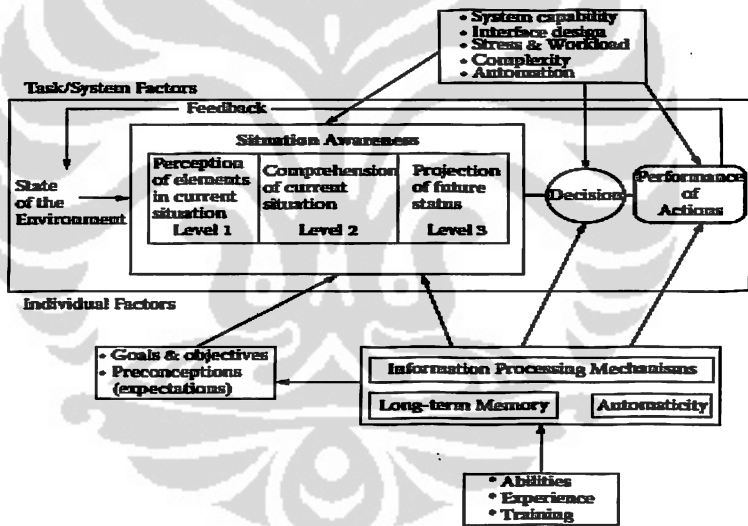 • System capability
• Interface design
• Stress & Workload
• Complexity
• Automation
Task/System Factors
Feedback
Situation Awareness
Perception
of elements
in current
situation
Level 1
Comprehension
of current
situation
Level 2
Projection
of future
status
Level 3
State
of the
Environment
Decision
Performance
of
Actions
Individual Factors
• Goals & objectives
• Preconceptions
(expectations)
Information Processing Mechanisms
Long-term Memory
Automaticity
• Abilities
• Experience
• Training